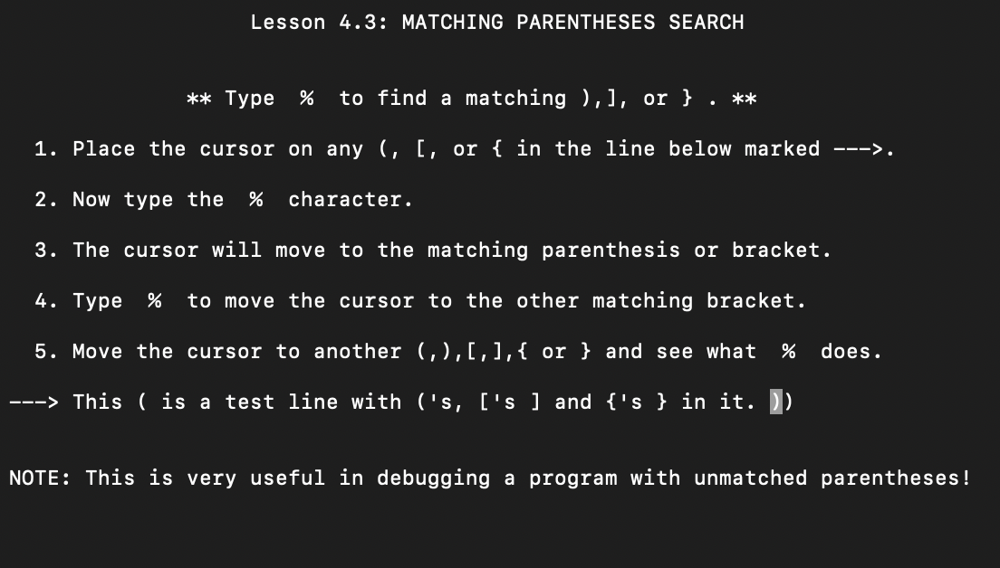 Lesson 4.3: MATCHING PARENTHESES SEARCH
** Type  %  to find a matching ),], or } . **
1. Place the cursor on any (, [, or { in the line below marked --->.
2. Now type the  %  character.
3. The cursor will move to the matching parenthesis or bracket.
4. Type  %  to move the cursor to the other matching bracket.
5. Move the cursor to another (,),[,],{ or } and see what  %  does.
---> This ( is a test line with ('s, ['s ] and {'s } in it. ))
NOTE: This is very useful in debugging a program with unmatched parentheses!